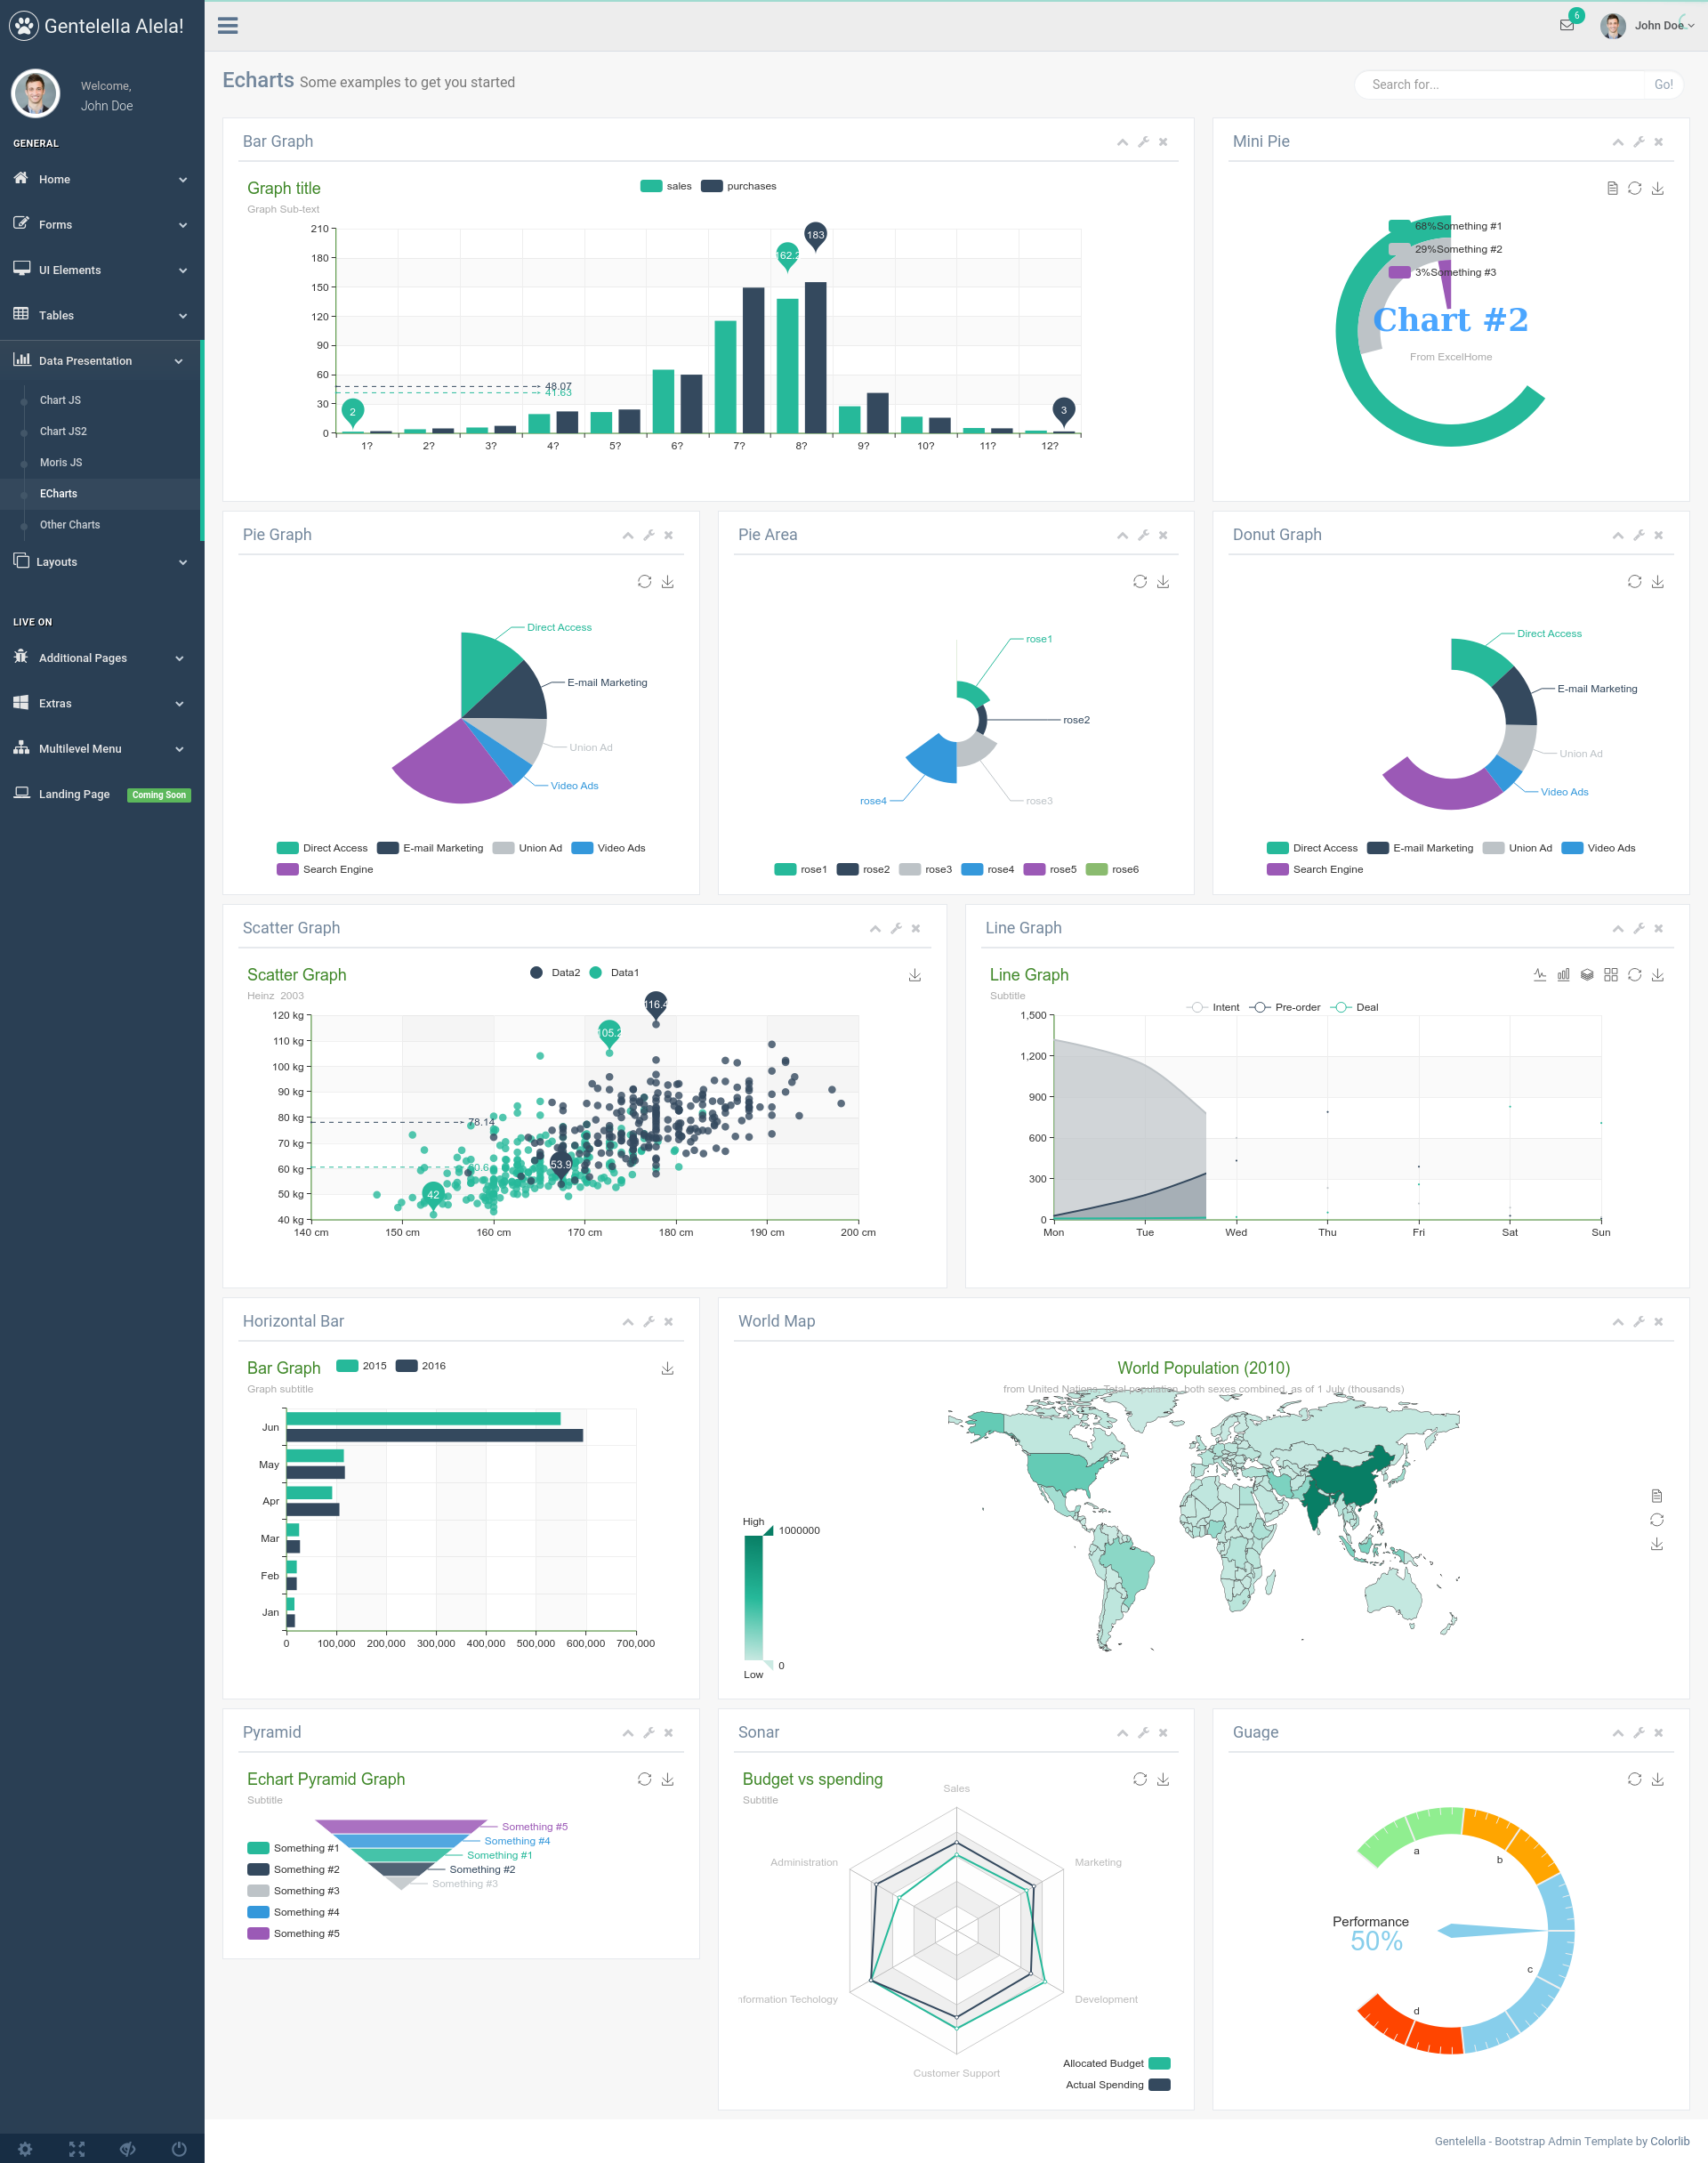 Gentelella Alela!
Welcome,
John Doe
GENERAL
Home
Forms
UI Elements
Tables
Data Presentation
Chart JS
Chart JS2
Moris JS
ECharts
Other Charts
Layouts
LIVE ON
Additional Pages
Extras
Multilevel Menu
Landing Page Coming Soon
6
John Doe
Echarts Some examples to get you started
Search for... Go!
Bar Graph
Graph title
Graph Sub-text
sales purchases
210
180
150
120
90
60
30
0
183
162.2
48.07
41.63
2
3
1? 2? 3? 4? 5? 6? 7? 8? 9? 10? 11? 12?
Mini Pie
68%Something #1
29%Something #2
3%Something #3
Chart #2
From ExcelHome
Pie Graph
Direct Access
E-mail Marketing
Union Ad
Video Ads
Direct Access E-mail Marketing Union Ad Video Ads
Search Engine
Pie Area
rose1
rose2
rose3
rose4
rose1 rose2 rose3 rose4 rose5 rose6
Donut Graph
Direct Access
E-mail Marketing
Union Ad
Video Ads
Direct Access E-mail Marketing Union Ad Video Ads
Search Engine
Scatter Graph
Scatter Graph
Heinz 2003
Data2 Data1
120 kg
110 kg
100 kg
90 kg
80 kg
70 kg
60 kg
50 kg
40 kg
116.4
105.2
78.14
53.9
42
140 cm 150 cm 160 cm 170 cm 180 cm 190 cm 200 cm
Line Graph
Line Graph
Subtitle
Intent Pre-order Deal
1,500
1,200
900
600
300
0
Mon Tue Wed Thu Fri Sat Sun
Horizontal Bar
Bar Graph
Graph subtitle
2015 2016
Jun
May
Apr
Mar
Feb
Jan
0 100,000 200,000 300,000 400,000 500,000 600,000 700,000
World Map
World Population (2010)
from United Nations, Total population, both sexes combined, as of 1 July (thousands)
High
1000000
0
Low
Pyramid
Echart Pyramid Graph
Subtitle
Something #1
Something #2
Something #3
Something #4
Something #5
Something #5
Something #4
Something #1
Something #2
Something #3
Sonar
Budget vs spending
Subtitle
Sales
Administration
Marketing
nformation Techology
Development
Customer Support
Allocated Budget
Actual Spending
Guage
a
b
Performance
50%
c
d
Gentelella - Bootstrap Admin Template by Colorlib